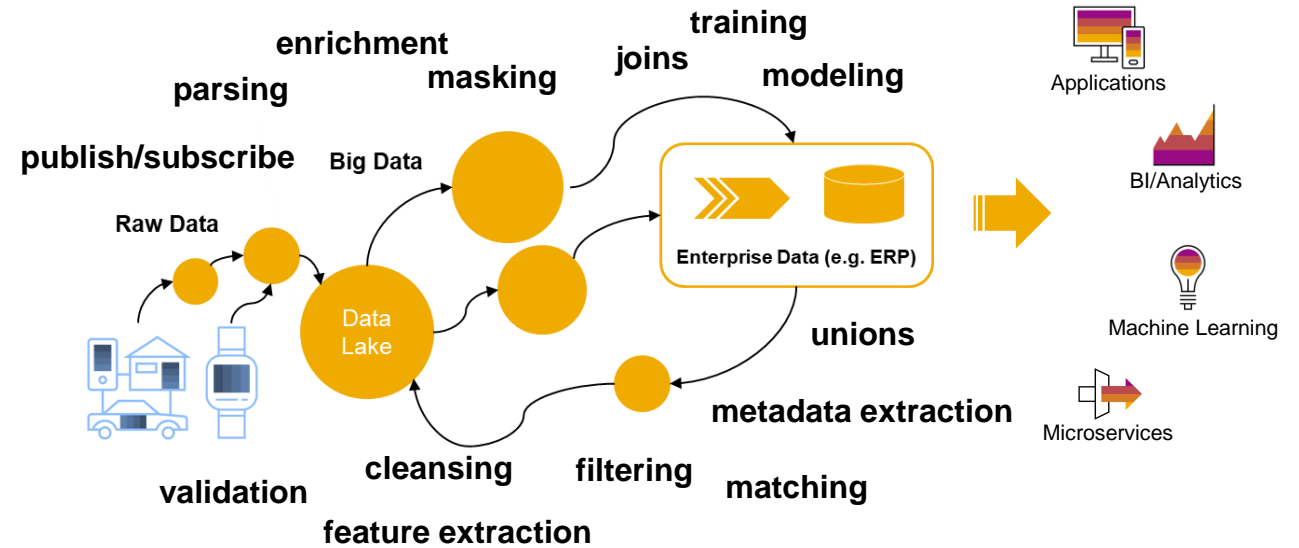 training
enrichment
joins
masking
modeling
parsing
Applications
publish/subscribe
Big Data
BI/Analytics
Raw Data
Enterprise Data (e.g. ERP)
Data
Lake
unions
Machine Learning
metadata extraction
Microservices
cleansing
filtering
matching
validation
feature extraction